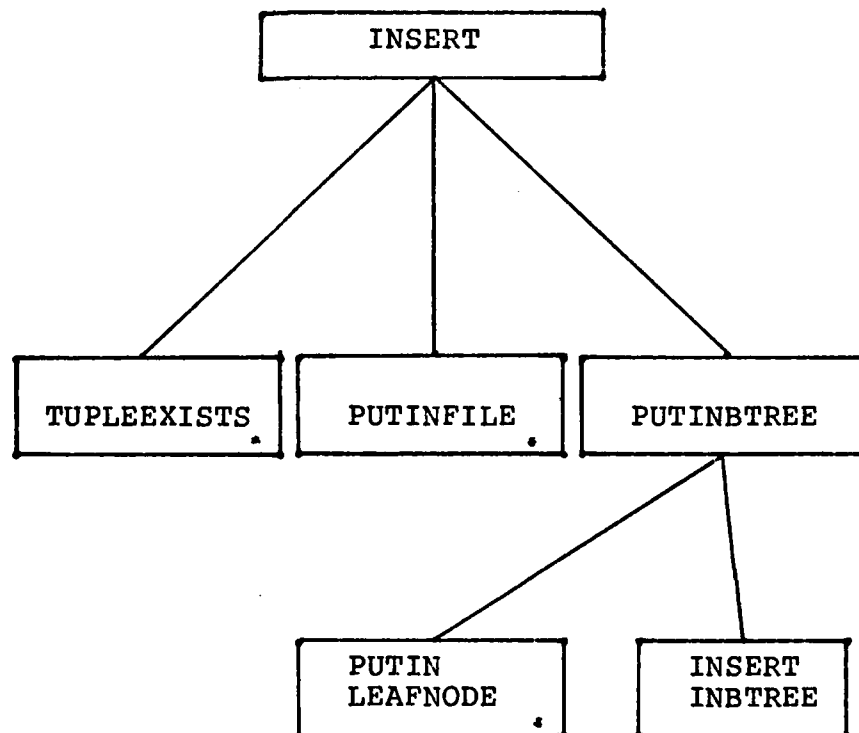 INSERT
TUPLEEXISTS
PUTINFILE
PUTINBTREE
PUTIN
LEAFNODE
INSERT
INBTREE